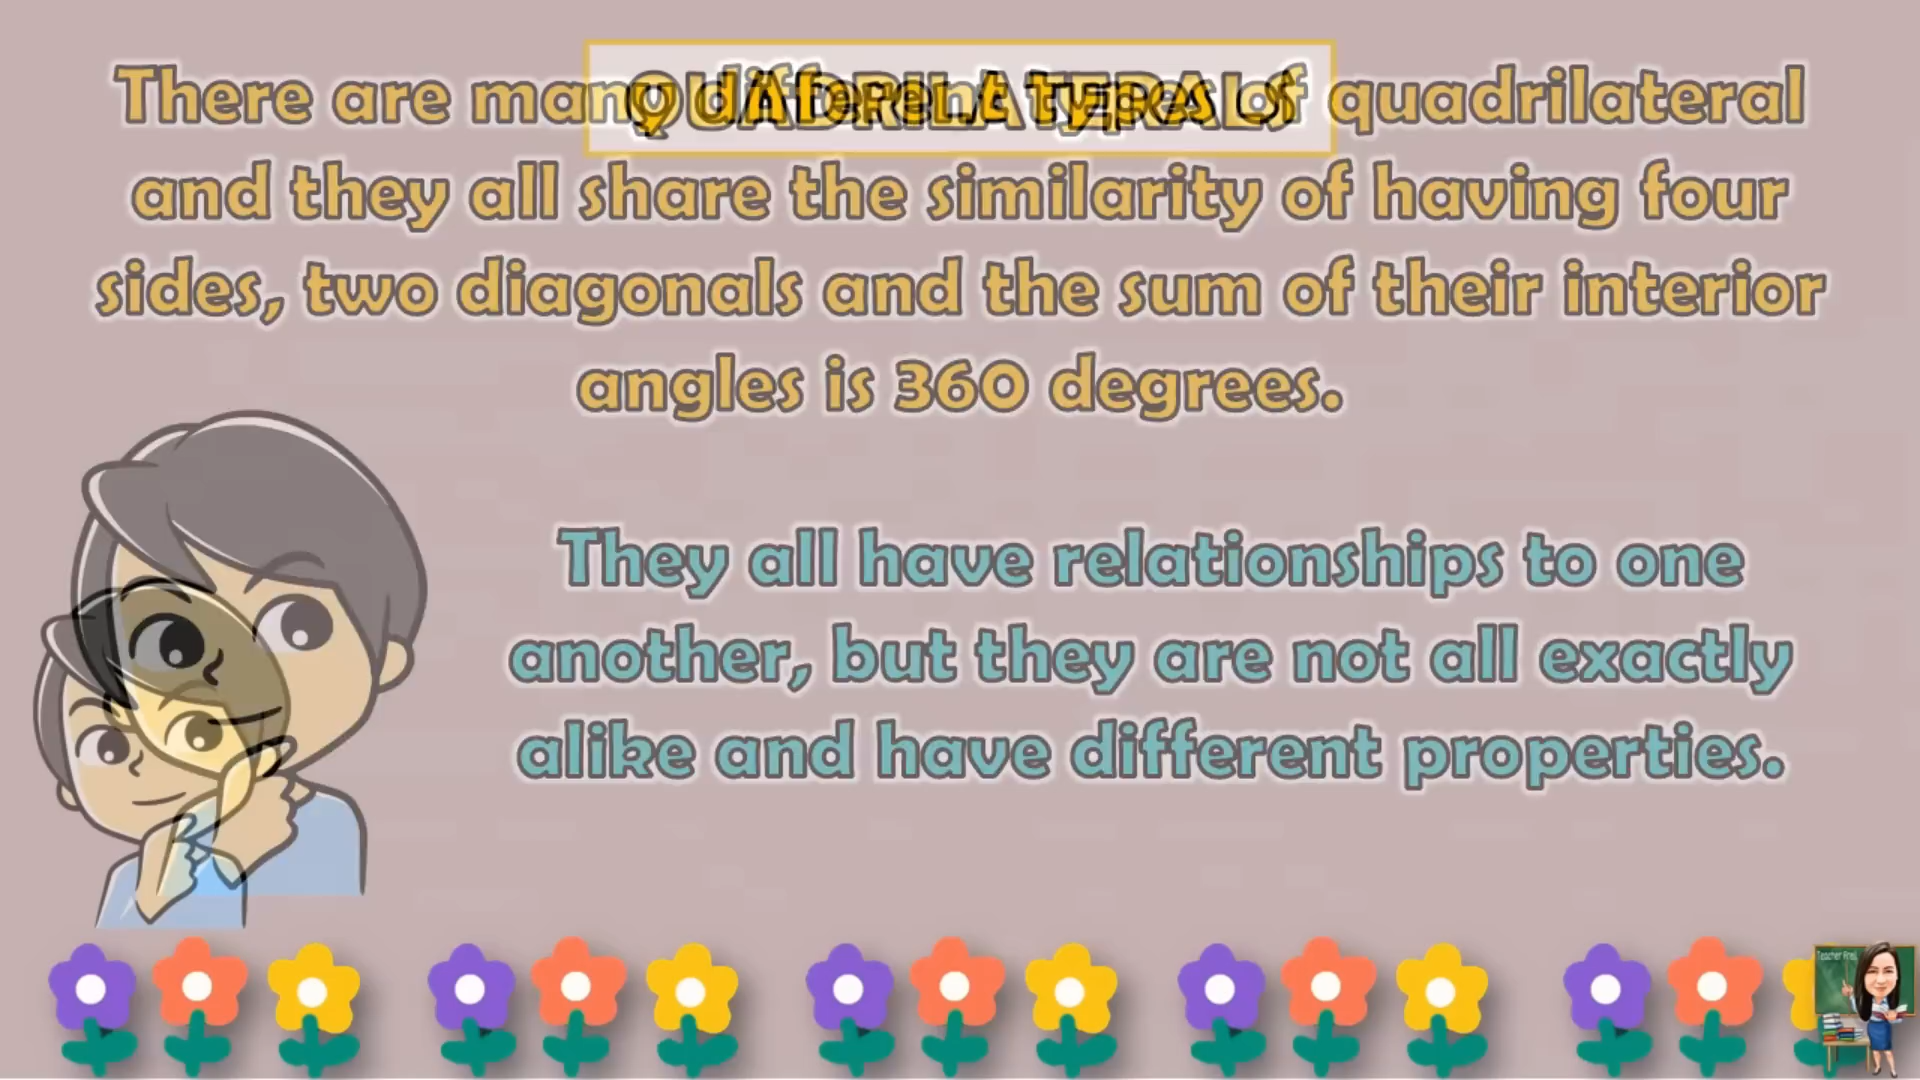 QUADRILATERALS
There are many different types of quadrilateral
and they all share the similarity of having four
sides, two diagonals and the sum of their interior
angles is 360 degrees.
They all have relationships to one
another, but they are not all exactly
alike and have different properties.